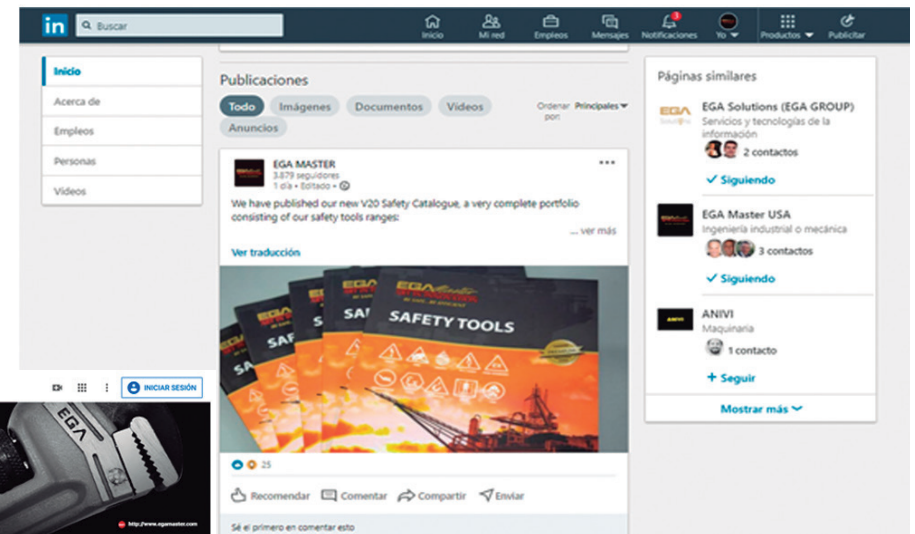 in
Buscar
Inicio
Mi red
Empleos
Mensajes
Notificaciones
Yo
Productos
Publicitar
Inicio
Acerca de
Empleos
Personas
Videos
Publicaciones
Todo
Imágenes
Documentos
Videos
Anuncios
Ordenar por:
Principales
EGA MASTER
3.879 seguidores
1 día • Editado •
We have published our new V20 Safety Catalogue, a very complete portfolio
consisting of our safety tools ranges:
... ver más
Ver traducción
EGA Master
SAFETY TOOLS
25
Recomendar
Comentar
Compartir
Enviar
Sé el primero en comentar esto
Páginas similares
EGA Solutions (EGA GROUP)
Servicios y tecnologías de la
información
2 contactos
Siguiendo
EGA Master USA
Ingeniería industrial o mecánica
3 contactos
Siguiendo
ANIVI
ANIVI
Maquinaria
1 contacto
Seguir
Mostrar más
INICIAR SESIÓN
EGA
http://www.egamaster.com